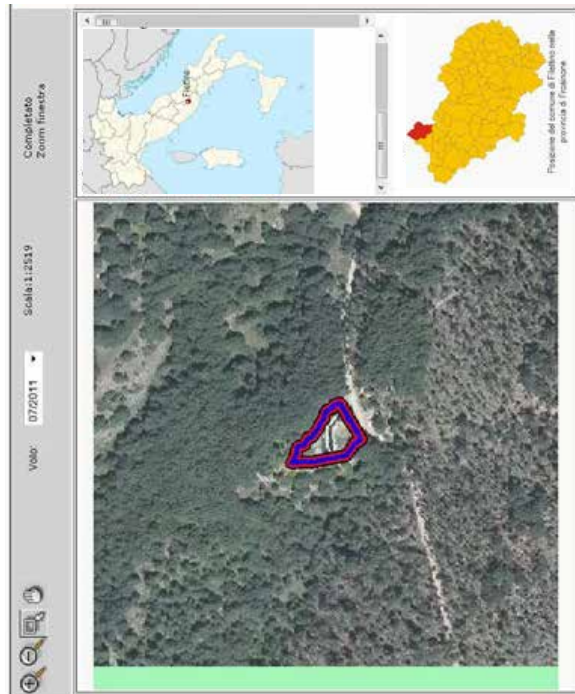 Volo: 07/2011
Scala:1:2519
Completato
Zoom finestra
Filettino
Posizione del comune di Filettino nella
provincia di Frosinone